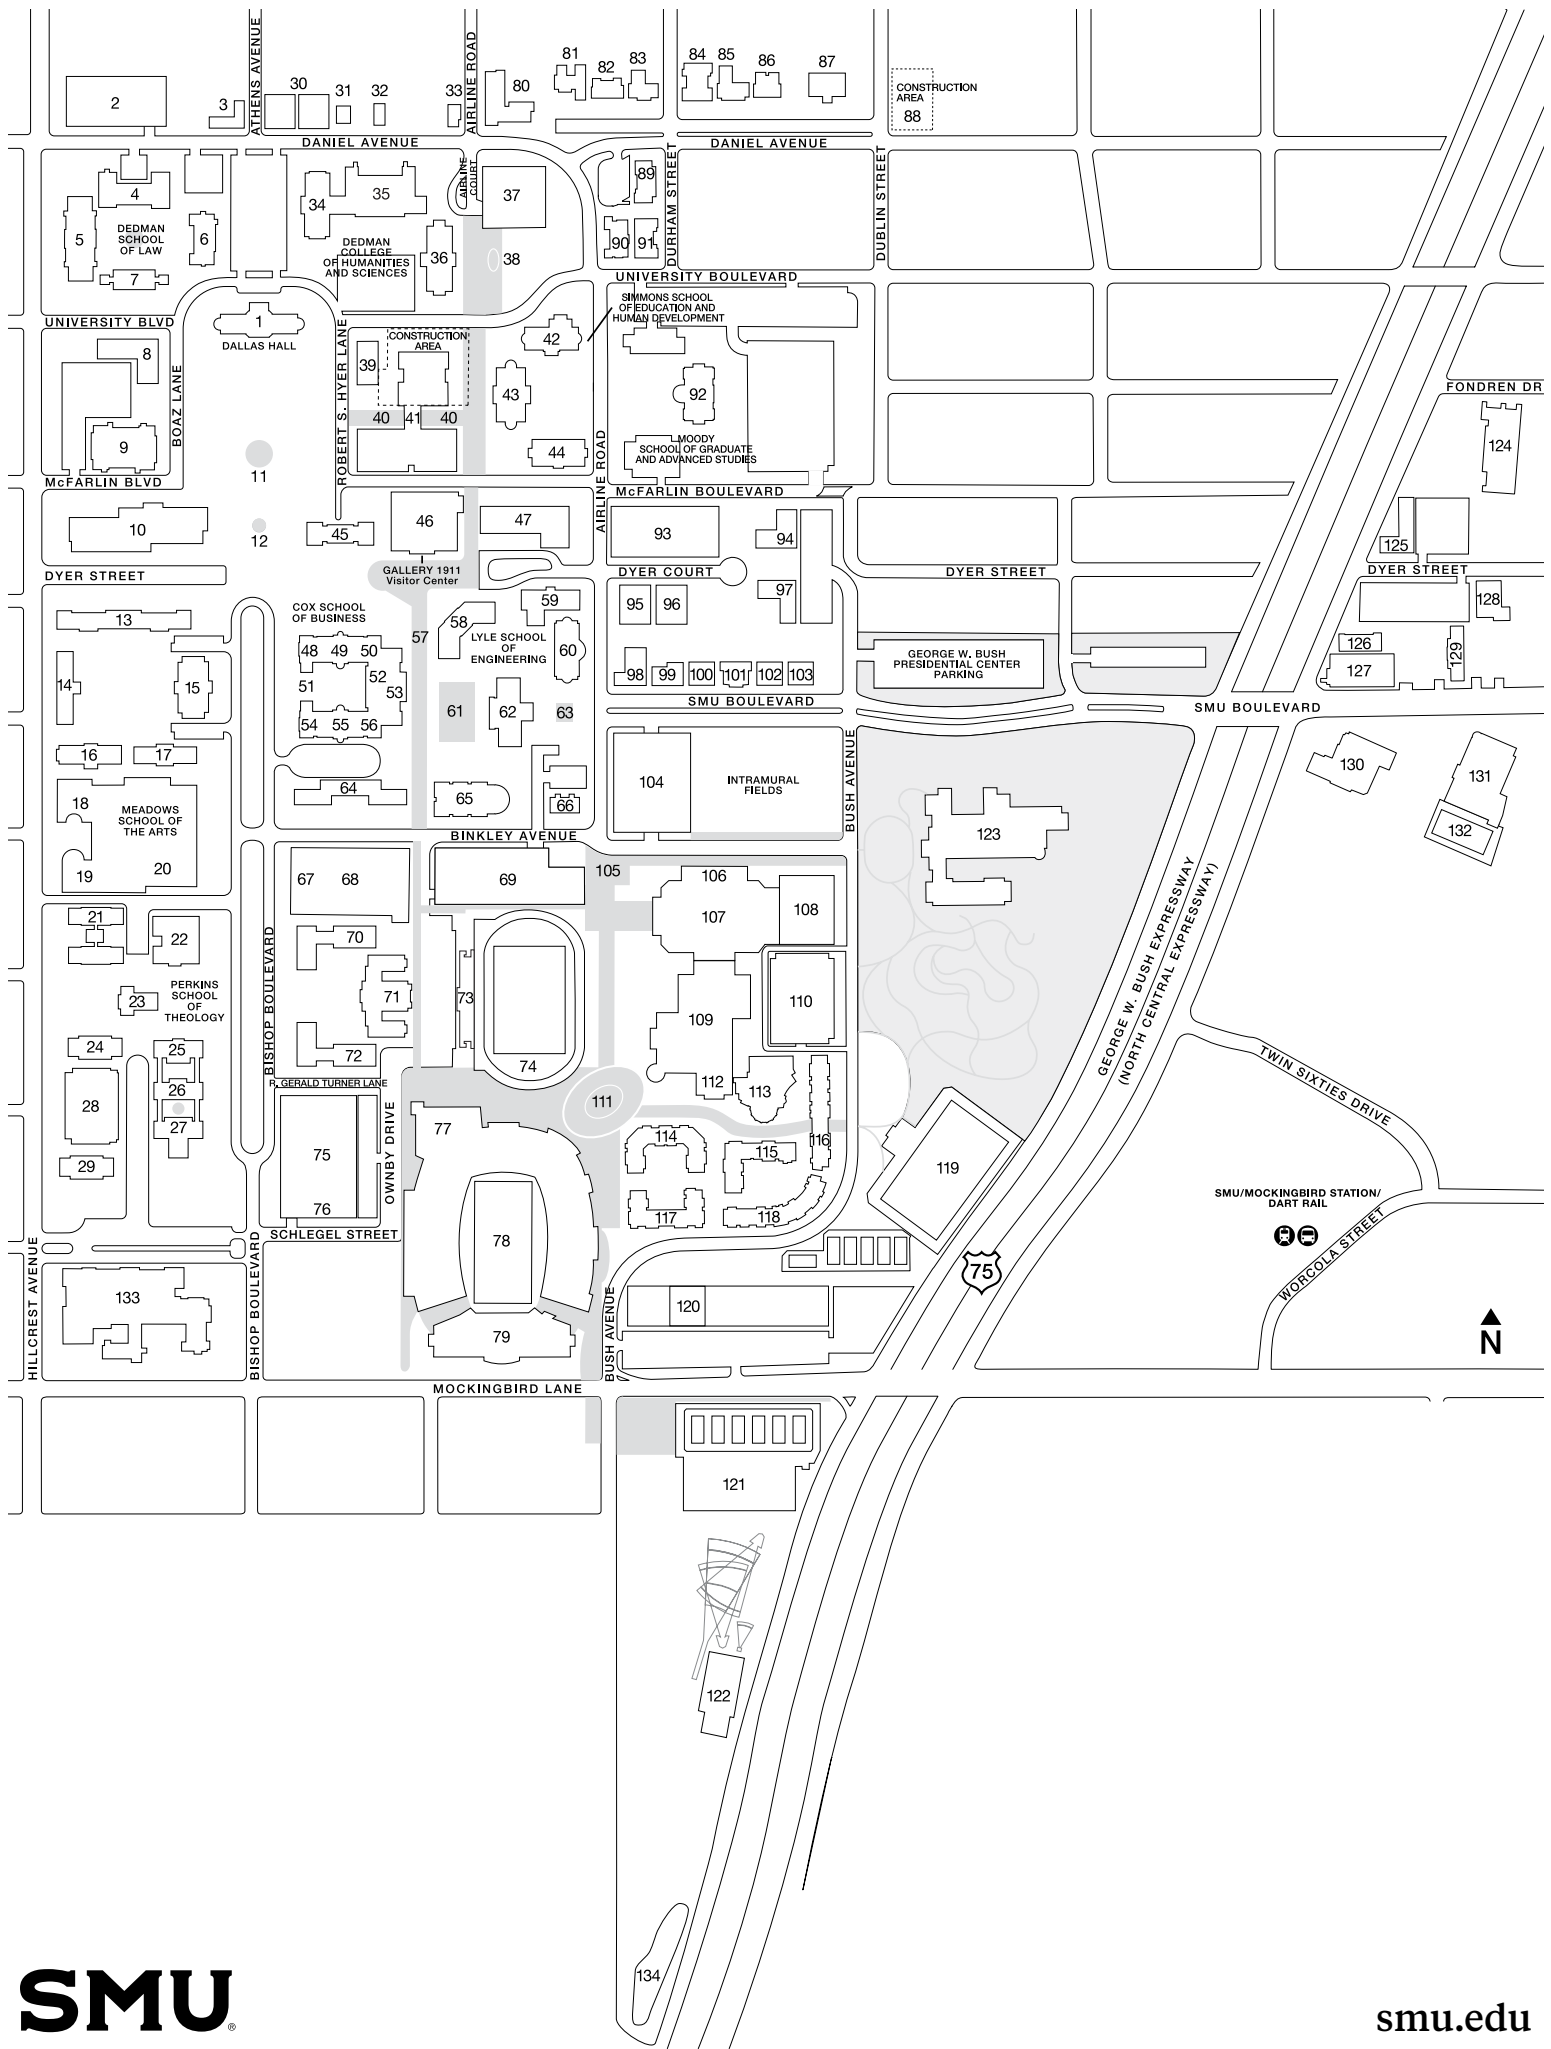 ATHENS AVENUE
AIRLINE ROAD
81
82
83
84
85
86
87
2
3
30
31
32
33
80
CONSTRUCTION
AREA
88
DANIEL AVENUE
DANIEL AVENUE
4
5
DEDMAN
SCHOOL
OF LAW
6
7
34
35
DEDMAN
COLLEGE
OF HUMANITIES
AND SCIENCES
36
AIRLINE
COURT
37
38
89
90
91
DURHAM STREET
DUBLIN STREET
UNIVERSITY BOULEVARD
UNIVERSITY BLVD
1
DALLAS HALL
SIMMONS SCHOOL
OF EDUCATION AND
HUMAN DEVELOPMENT
CONSTRUCTION
AREA
42
8
BOAZ LANE
ROBERT S. HYER LANE
39
43
92
FONDREN DR
40
41
40
9
11
44
AIRLINE ROAD
MOODY
SCHOOL OF GRADUATE
AND ADVANCED STUDIES
124
McFARLIN BLVD
McFARLIN BOULEVARD
10
12
45
46
47
93
94
125
GALLERY 1911
Visitor Center
DYER STREET
DYER COURT
DYER STREET
DYER STREET
13
COX SCHOOL
OF BUSINESS
57
58
59
LYLE SCHOOL
OF
ENGINEERING
60
95
96
97
128
48
49
50
51
52
53
54
55
56
14
15
98
99
100
101
102
103
GEORGE W. BUSH
PRESIDENTIAL CENTER
PARKING
126
127
129
SMU BOULEVARD
SMU BOULEVARD
61
62
63
16
17
64
65
66
104
INTRAMURAL
FIELDS
BUSH AVENUE
130
131
132
18
MEADOWS
SCHOOL OF
THE ARTS
19
20
BINKLEY AVENUE
123
67
68
69
105
106
107
108
21
22
BISHOP BOULEVARD
70
GEORGE W. BUSH EXPRESSWAY
(NORTH CENTRAL EXPRESSWAY)
23
PERKINS
SCHOOL
OF
THEOLOGY
71
73
109
110
24
25
72
74
26
R. GERALD TURNER LANE
112
113
TWIN SIXTIES DRIVE
28
27
77
111
75
OWNBY DRIVE
114
115
116
29
119
76
117
118
SMU/MOCKINGBIRD STATION/
DART RAIL
SCHLEGEL STREET
78
WORCOLA STREET
75
HILLCREST AVENUE
133
BISHOP BOULEVARD
BUSH AVENUE
120
79
N
MOCKINGBIRD LANE
121
122
134
SMU®
smu.edu